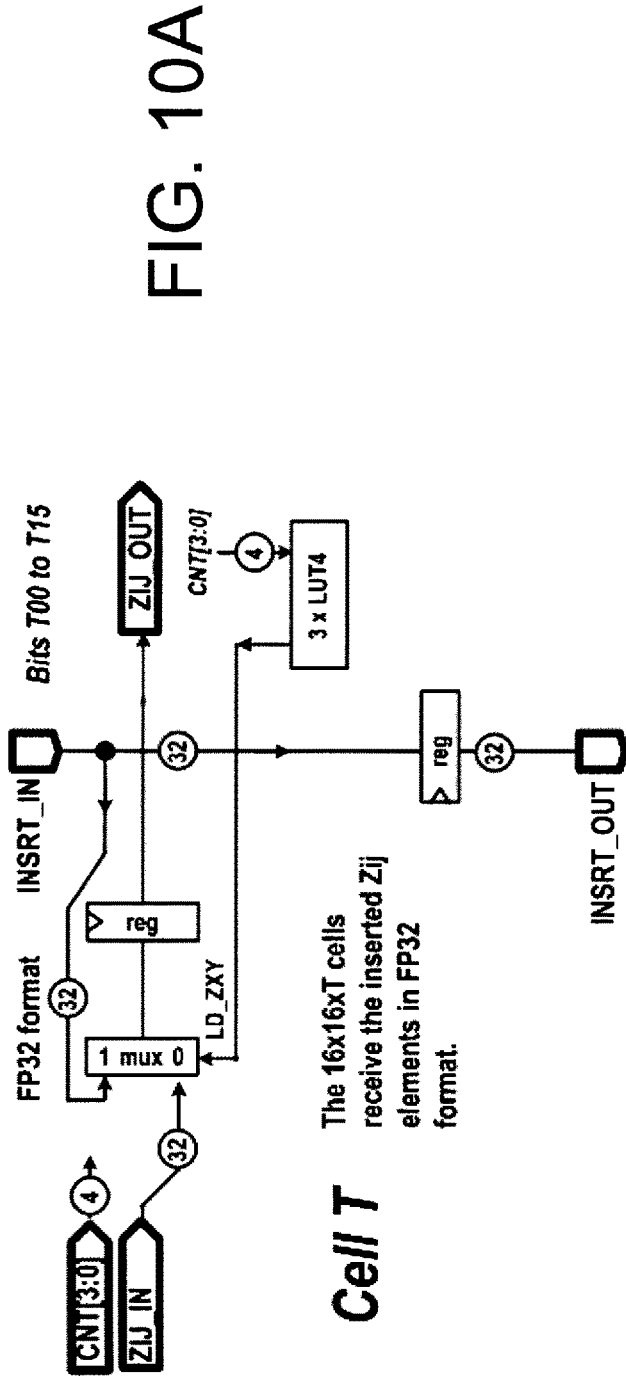 FIG. 10A
Bits T00 to T15
INSRT_IN
FP32 format
32
CNT[3:0]
4
ZIJ_IN
32
1 mux 0
reg
ZIJ_OUT
LD_ZXY
32
CNT[3:0]
4
3 x LUT4
reg
32
INSRT_OUT
Cell T
The 16x16xT cells
receive the inserted Zij
elements in FP32
format.